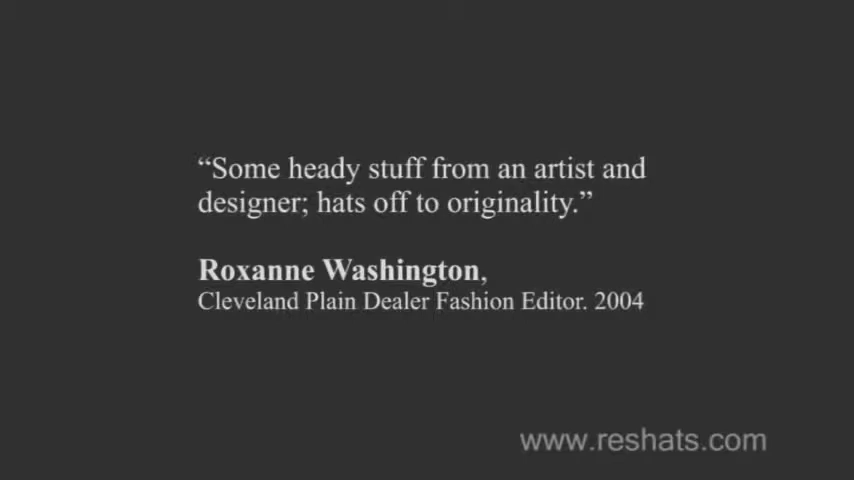 “Some heady stuff from an artist and
designer; hats off to originality.”
Roxanne Washington,
Cleveland Plain Dealer Fashion Editor. 2004
www.reshats.com